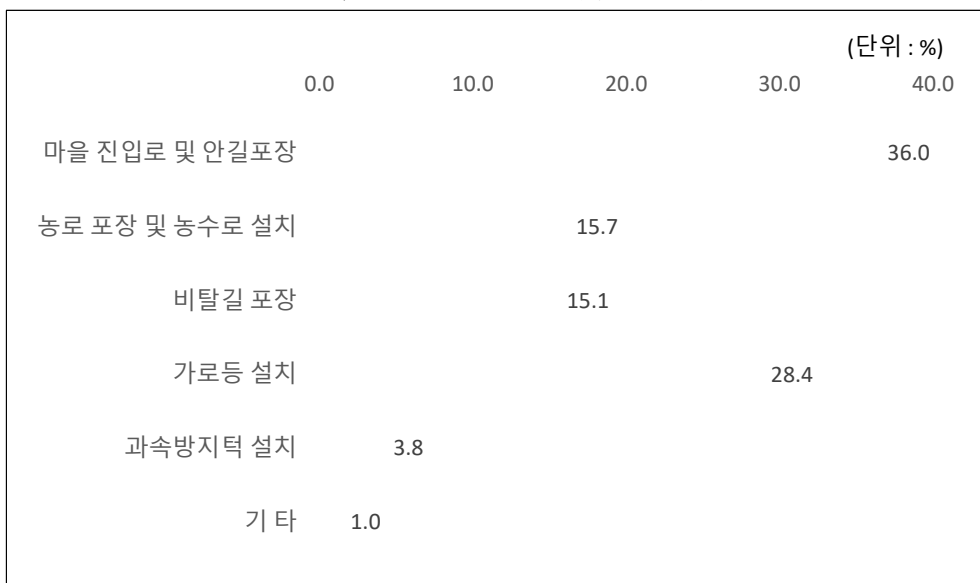 (단위 : %)
0.0 10.0 20.0 30.0 40.0
마을 진입로 및 안길포장 36.0
농로 포장 및 농수로 설치 15.7
비탈길 포장 15.1
가로등 설치 28.4
과속방지턱 설치 3.8
기 타 1.0